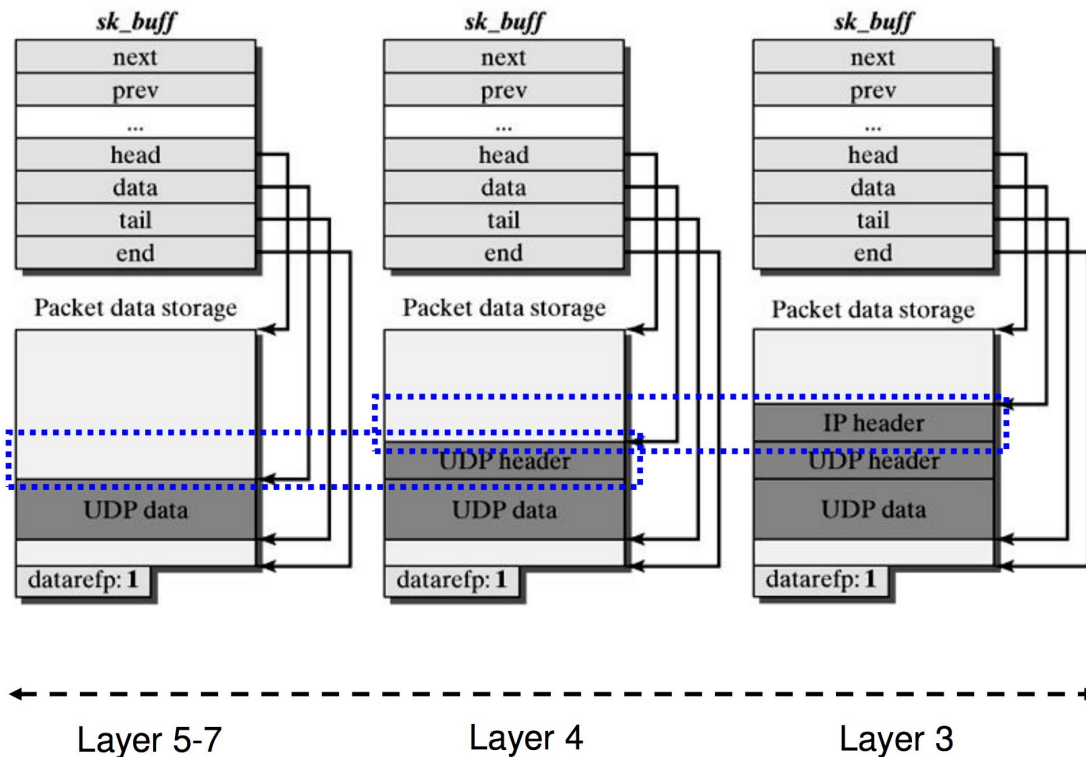 sk_buff
next
prev
...
head
data
tail
end
Packet data storage
UDP data
datarefp: 1
sk_buff
next
prev
...
head
data
tail
end
Packet data storage
UDP header
UDP data
datarefp: 1
sk_buff
next
prev
...
head
data
tail
end
Packet data storage
IP header
UDP header
UDP data
datarefp: 1
Layer 5-7
Layer 4
Layer 3